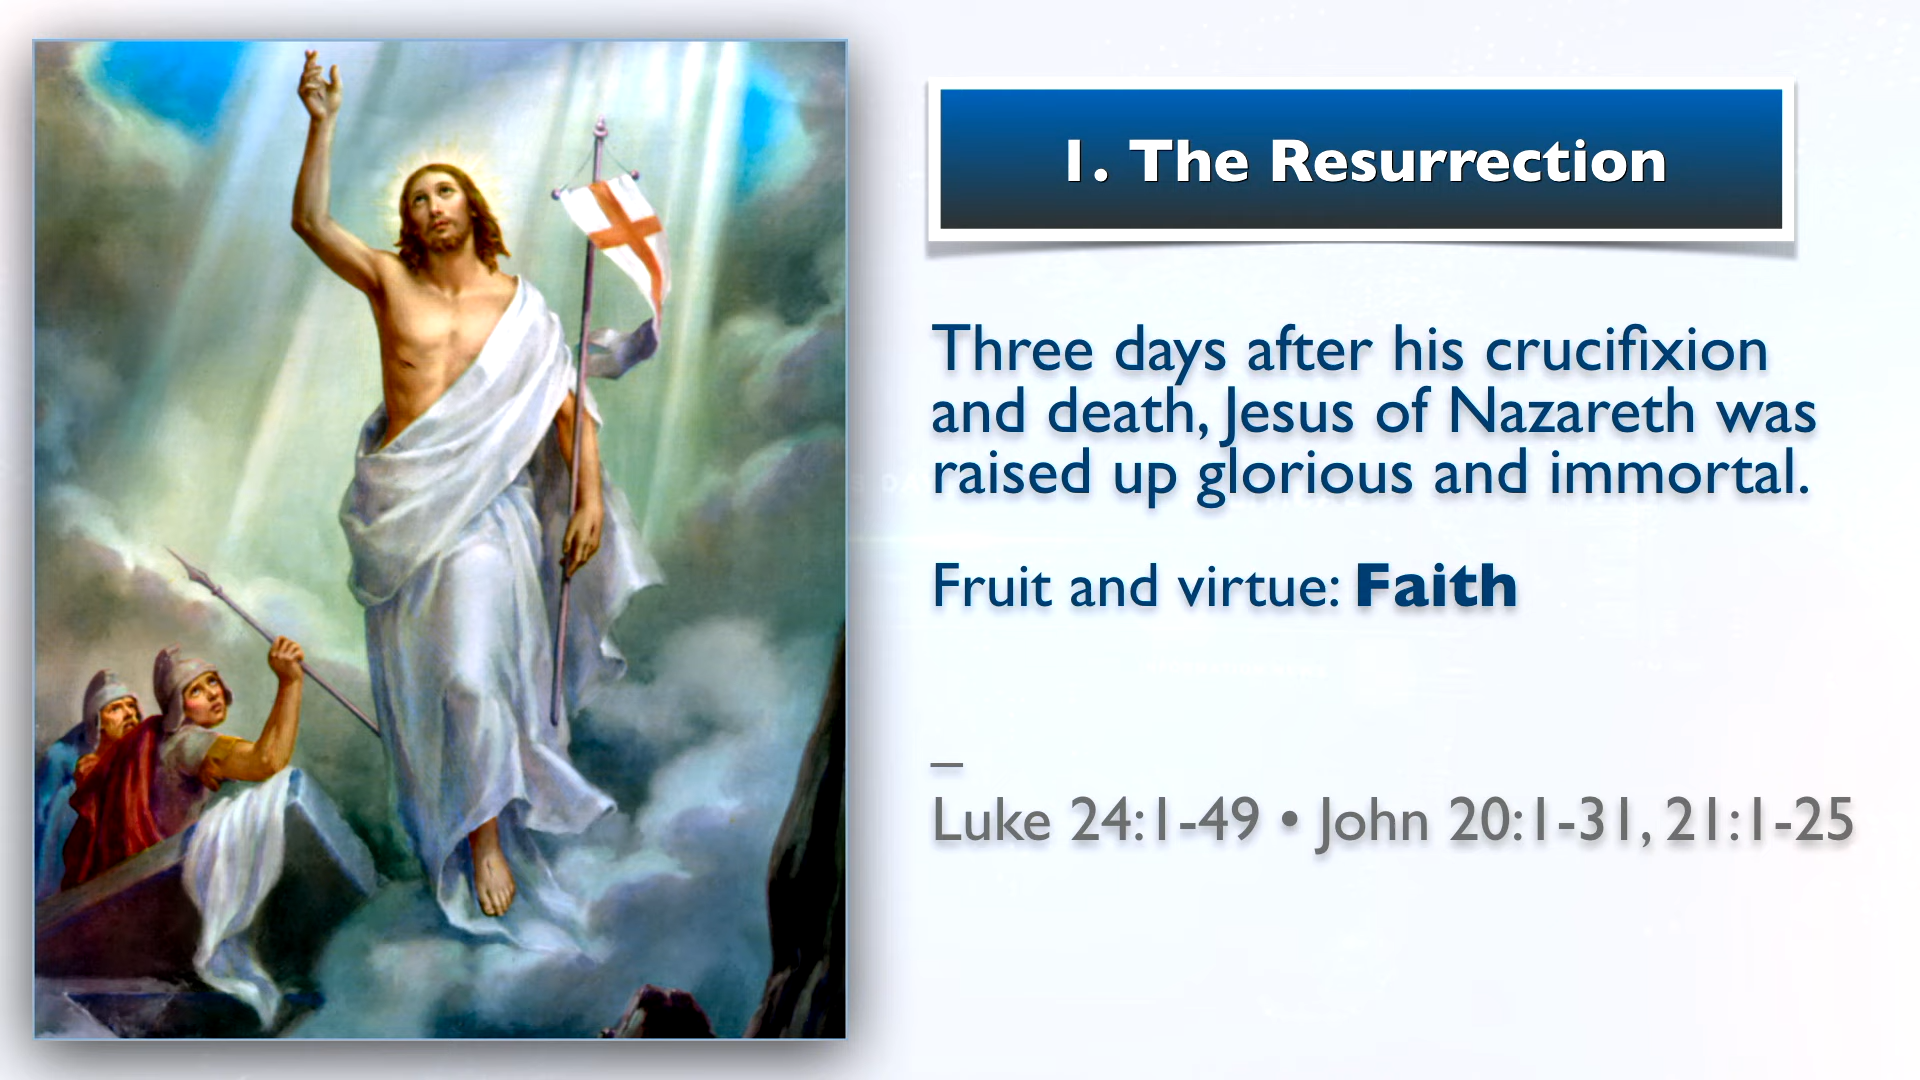 1. The Resurrection
Three days after his crucifixion
and death, Jesus of Nazareth was
raised up glorious and immortal.
Fruit and virtue: Faith
_
Luke 24:1-49 • John 20:1-31, 21:1-25